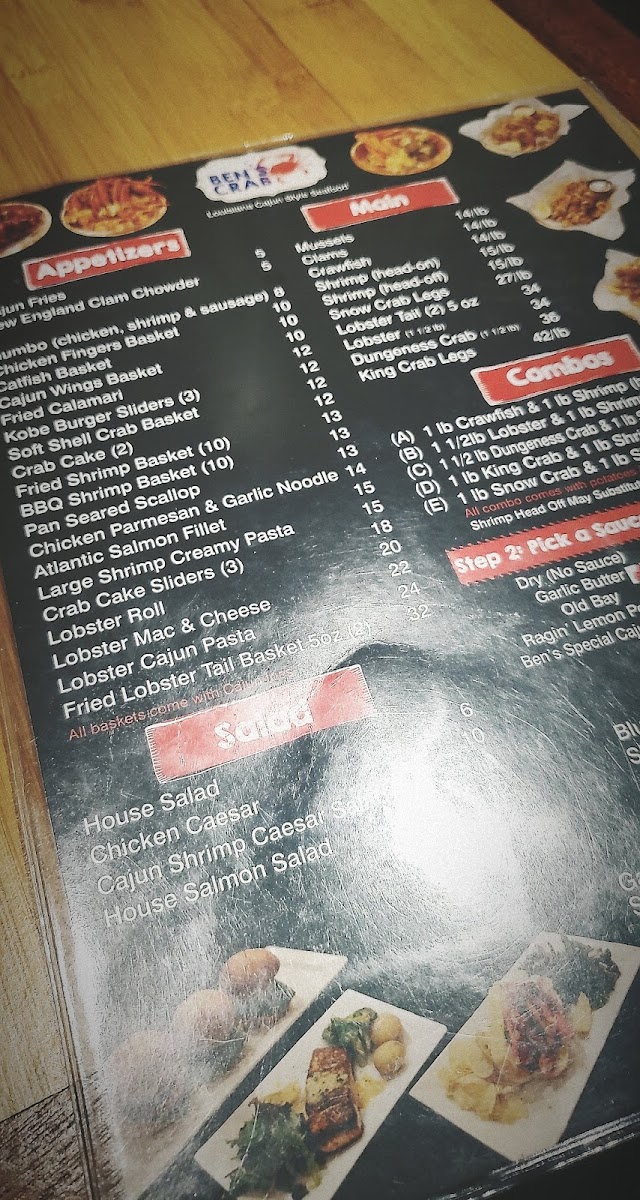 BEN'S
CRAB
Louisiana Cajun Style Seafood
Appetizers
jun Fries 5
ew England Clam Chowder 5
umbo (chicken, shrimp & sausage) 8
Chicken Fingers Basket 10
Catfish Basket 10
Cajun Wings Basket 10
Fried Calamari 12
Kobe Burger Sliders (3) 12
Soft Shell Crab Basket 12
Crab Cake (2) 12
Fried Shrimp Basket (10) 13
BBQ Shrimp Basket (10) 13
Pan Seared Scallop 13
Chicken Parmesan & Garlic Noodle 14
Atlantic Salmon Fillet 15
Large Shrimp Creamy Pasta 15
Crab Cake Sliders (3) 18
Lobster Roll 20
Lobster Mac & Cheese 22
Lobster Cajun Pasta 24
Fried Lobster Tail Basket 5oz (2) 32
All baskets come with Cajun
Salad
House Salad 6
Chicken Caesar 10
Cajun Shrimp Caesar
House Salmon Salad
Main
Mussets 14/lb
Clams 14/lb
Crawfish 14/lb
Shrimp (head-on) 15/lb
Shrimp (head-off) 15/lb
Snow Crab Legs 27/lb
Lobster Tail (2) 5 oz 34
Lobster (1 1/2 lb) 34
Dungeness Crab (1 1/2 lb) 36
King Crab Legs 42/lb
Combos
(A) 1 lb Crawfish & 1 lb Shrimp
(B) 1 1/2lb Lobster & 1 lb Shrimp
(C) 1 1/2 lb Dungeness Crab & 1 lb
(D) 1 lb King Crab & 1 lb Sh
(E) 1 lb Snow Crab & 1 lb S
All combo comes with potatoes
Shrimp Head Off May Substitu
Step 2: Pick a Sau
Dry (No Sauce)
Garlic Butter
Old Bay
Ragin' Lemon P
Ben's Special Caj
Bl
S
G
S